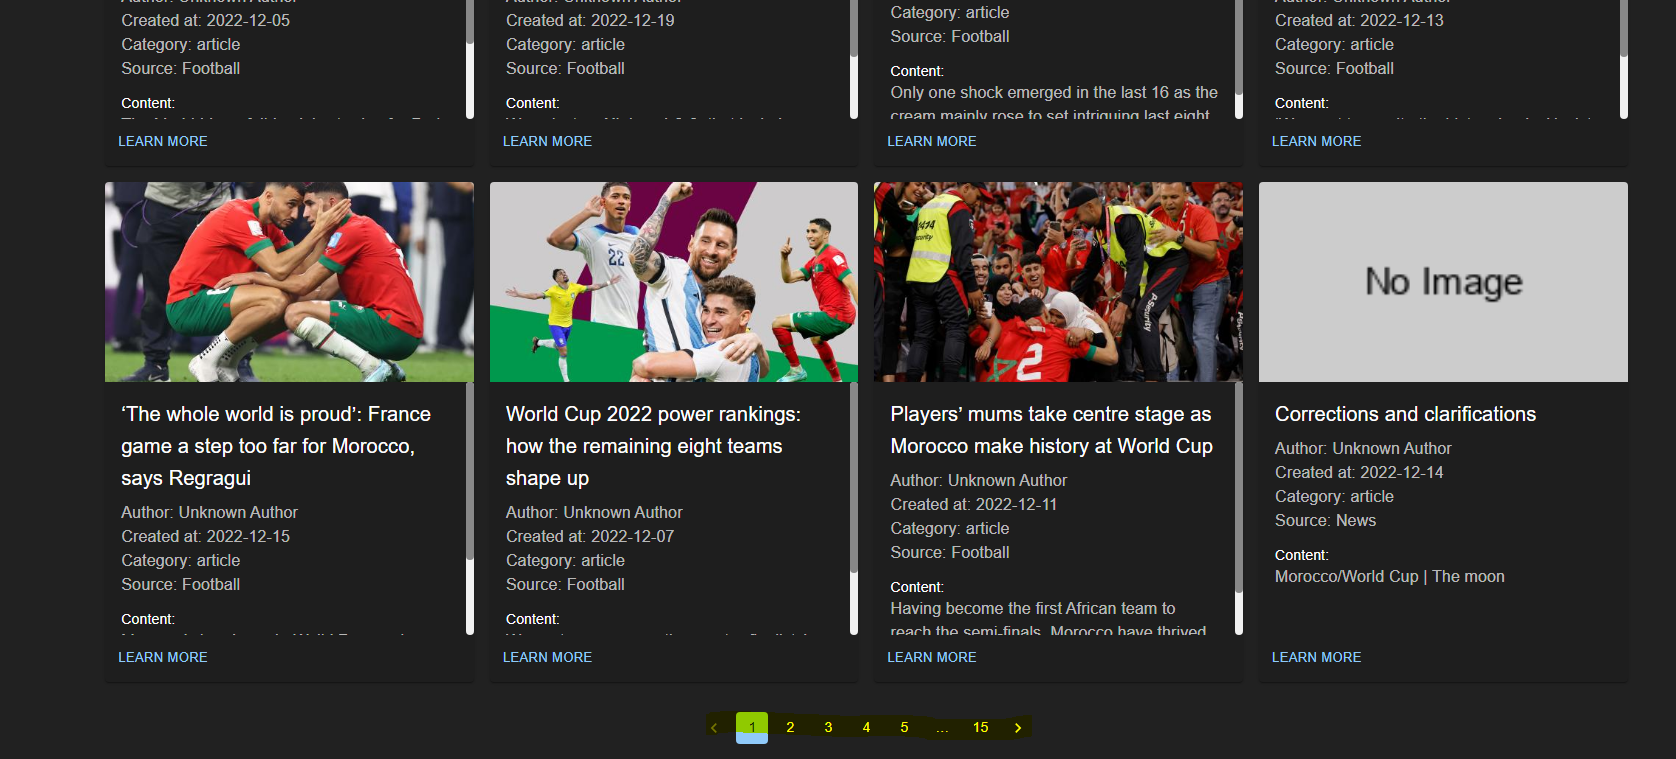 Created at: 2022-12-05
Category: article
Source: Football
Content:
LEARN MORE
Created at: 2022-12-19
Category: article
Source: Football
Content:
LEARN MORE
Category: article
Source: Football
Content:
Only one shock emerged in the last 16 as the
cream mainly rose to set intriguing last eight
LEARN MORE
Created at: 2022-12-13
Category: article
Source: Football
Content:
LEARN MORE
‘The whole world is proud’: France
game a step too far for Morocco,
says Regragui
Author: Unknown Author
Created at: 2022-12-15
Category: article
Source: Football
Content:
LEARN MORE
22
World Cup 2022 power rankings:
how the remaining eight teams
shape up
Author: Unknown Author
Created at: 2022-12-07
Category: article
Source: Football
Content:
LEARN MORE
Security
2
Players’ mums take centre stage as
Morocco make history at World Cup
Author: Unknown Author
Created at: 2022-12-11
Category: article
Source: Football
Content:
Having become the first African team to
reach the semi-finals, Morocco have thrived
LEARN MORE
No Image
Corrections and clarifications
Author: Unknown Author
Created at: 2022-12-14
Category: article
Source: News
Content:
Morocco/World Cup | The moon
LEARN MORE
‹ 1 2 3 4 5 ... 15 ›